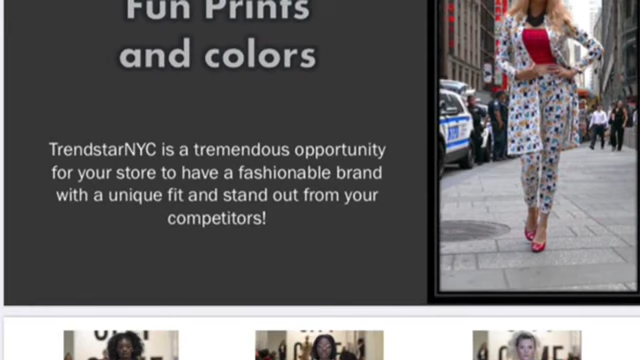 Fun Prints
and colors
TrendstarNYC is a tremendous opportunity
for your store to have a fashionable brand
with a unique fit and stand out from your
competitors!